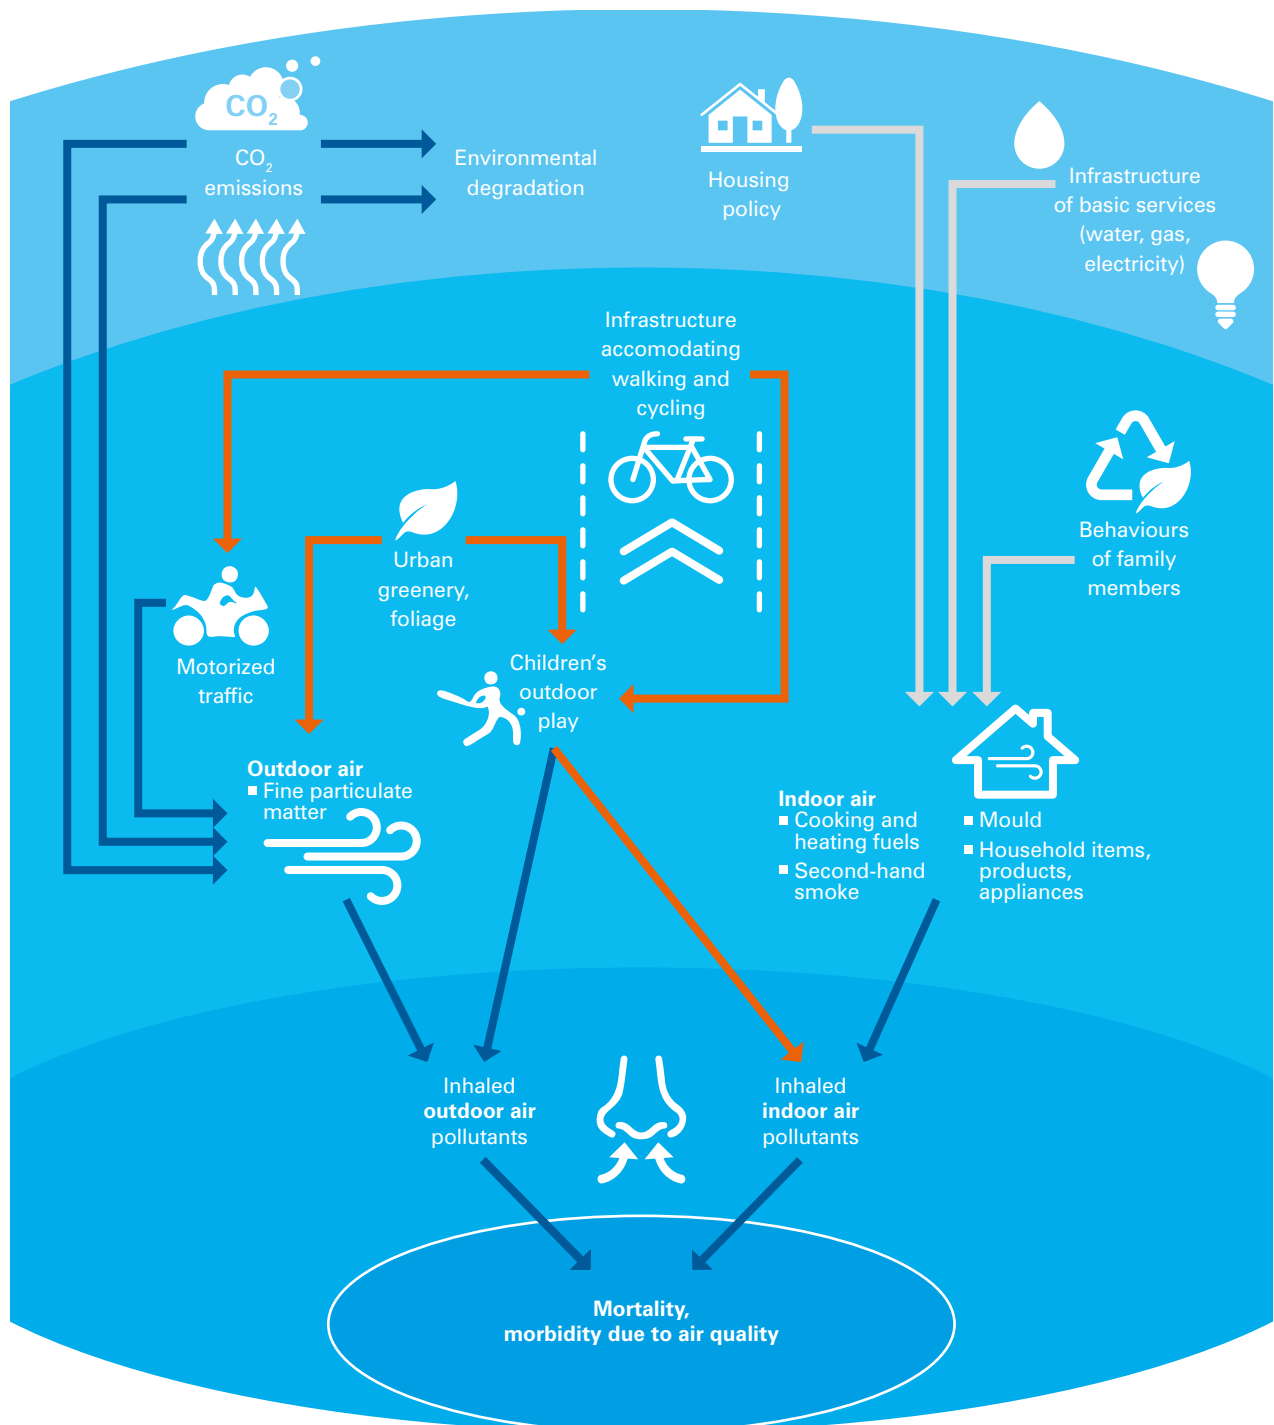 CO2
CO2
emissions
Environmental
degradation
Housing
policy
Infrastructure
of basic services
(water, gas,
electricity)
Infrastructure
accomodating
walking and
cycling
Behaviours
of family
members
Urban
greenery,
foliage
Motorized
traffic
Children’s
outdoor
play
Outdoor air
Fine particulate
matter
Indoor air
Cooking and
heating fuels
Second-hand
smoke
Mould
Household items,
products,
appliances
Inhaled
outdoor air
pollutants
Inhaled
indoor air
pollutants
Mortality,
morbidity due to air quality